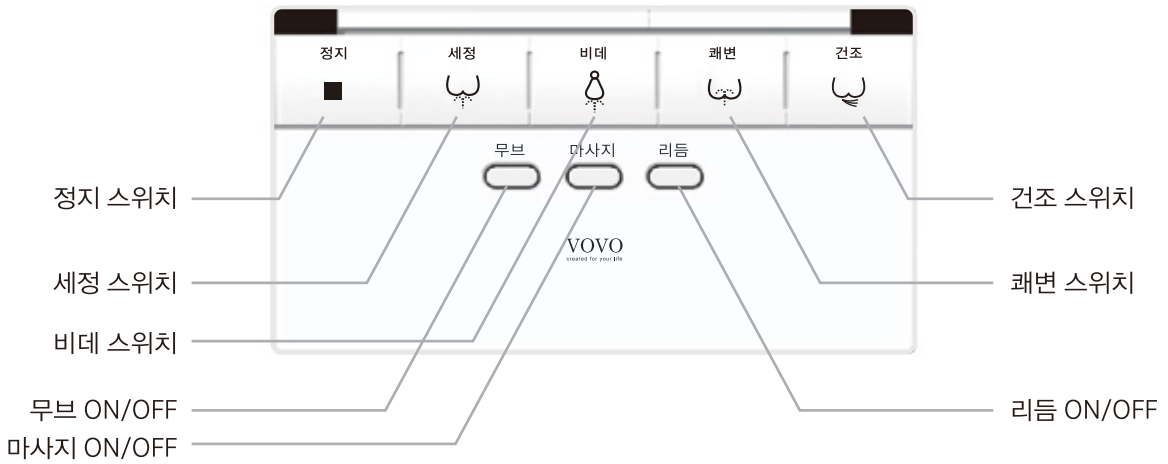 정지 세정 비데 쾌변 건조
무브 마사지 리듬
VOVO
created for your life
정지 스위치
세정 스위치
비데 스위치
무브 ON/OFF
마사지 ON/OFF
건조 스위치
쾌변 스위치
리듬 ON/OFF